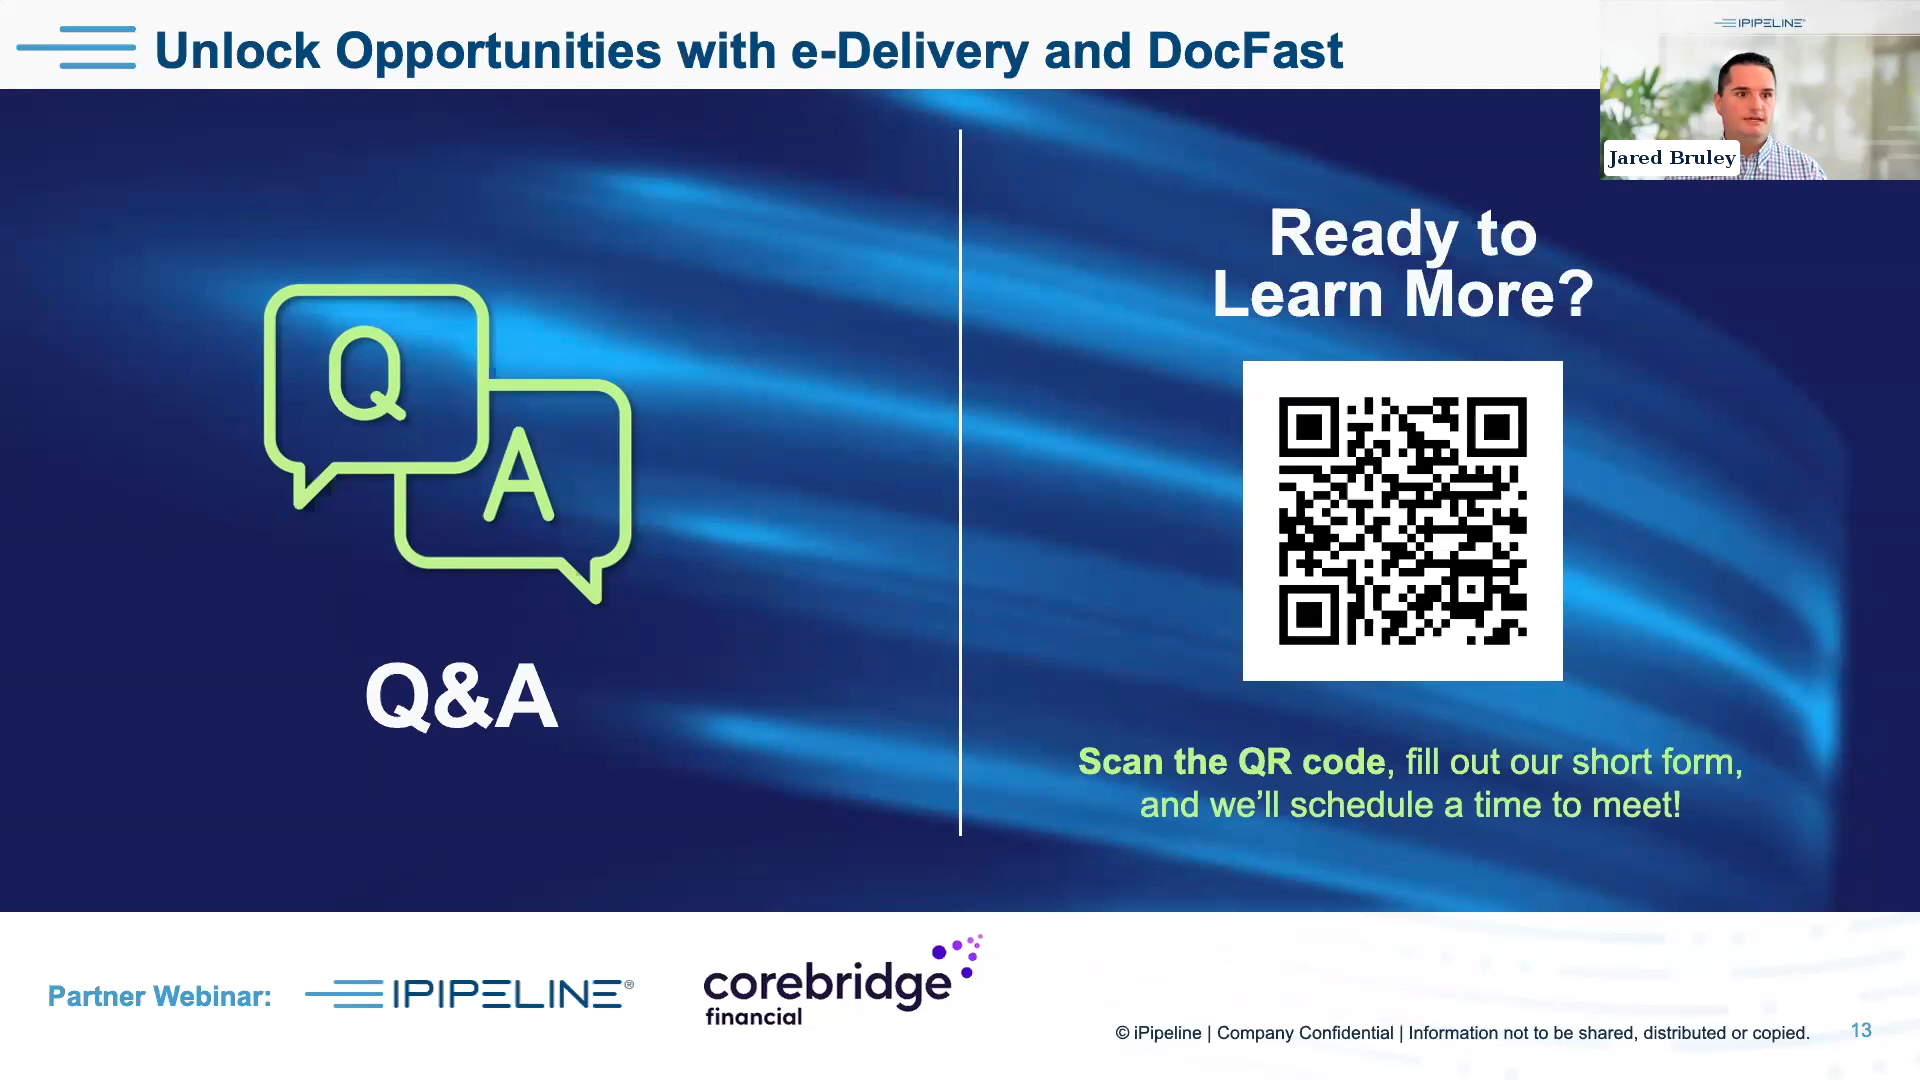 Unlock Opportunities with e-Delivery and DocFast
IPIPELINE
Jared Bruley
Ready to
Learn More?
Q
A
Q&A
Scan the QR code, fill out our short form,
and we’ll schedule a time to meet!
Partner Webinar:
IPIPELINE®
corebridge
financial
© iPipeline | Company Confidential | Information not to be shared, distributed or copied.
13